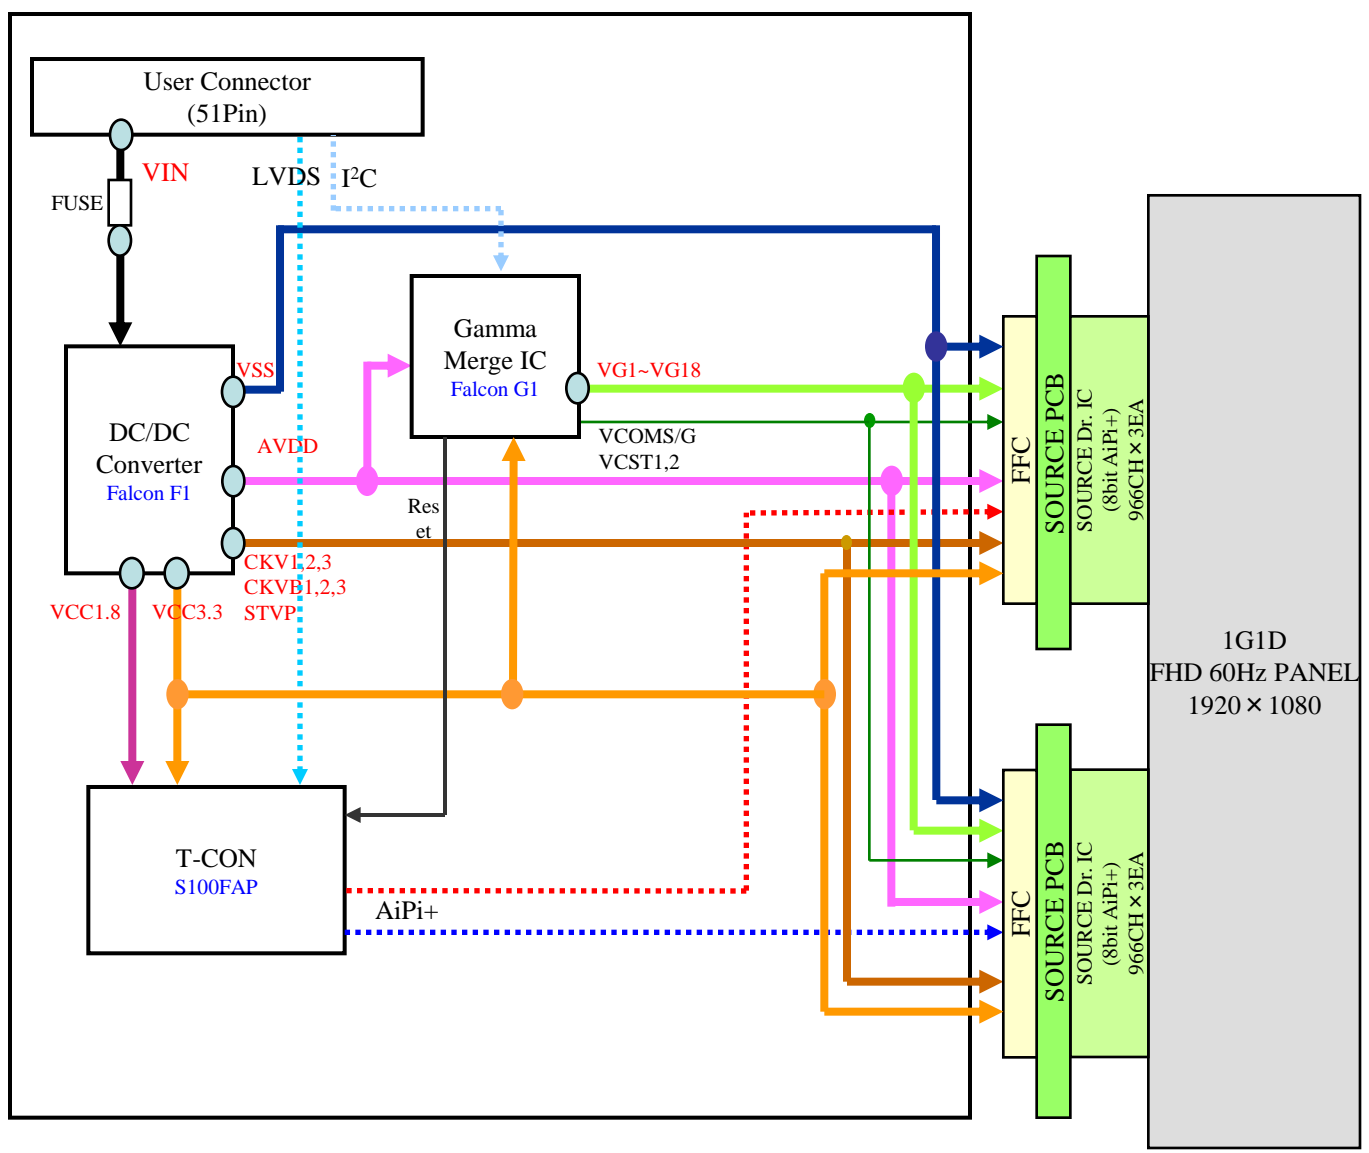 User Connector
(51Pin)
VIN
FUSE
LVDS
I²C
VSS
Gamma
Merge IC
Falcon G1
VG1~VG18
VCOMS/G
VCST1,2
DC/DC
Converter
Falcon F1
AVDD
Res
et
CKV1,2,3
CKVB1,2,3
STVP
VCC1.8
VCC3.3
T-CON
S100FAP
AiPi+
FFC
SOURCE PCB
SOURCE Dr. IC
(8bit AiPi+)
966CH×3EA
FFC
SOURCE PCB
SOURCE Dr. IC
(8bit AiPi+)
966CH×3EA
1G1D
FHD 60Hz PANEL
1920×1080